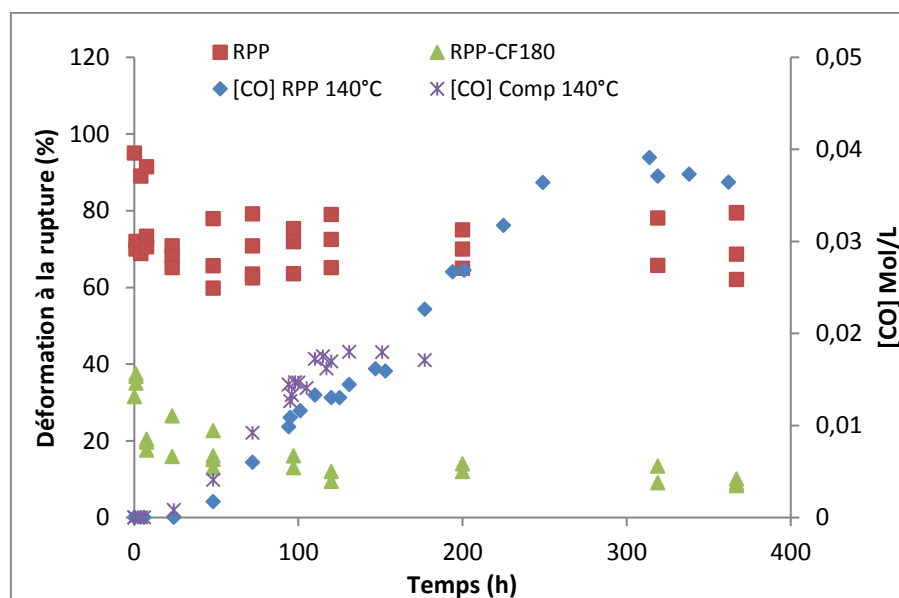 RPP
RPP-CF180
[CO] RPP 140°C
[CO] Comp 140°C
Déformation à la rupture (%)
120
100
80
60
40
20
0
0,05
0,04
0,03
0,02
0,01
0
[CO] Mol/L
0
100
200
300
400
Temps (h)